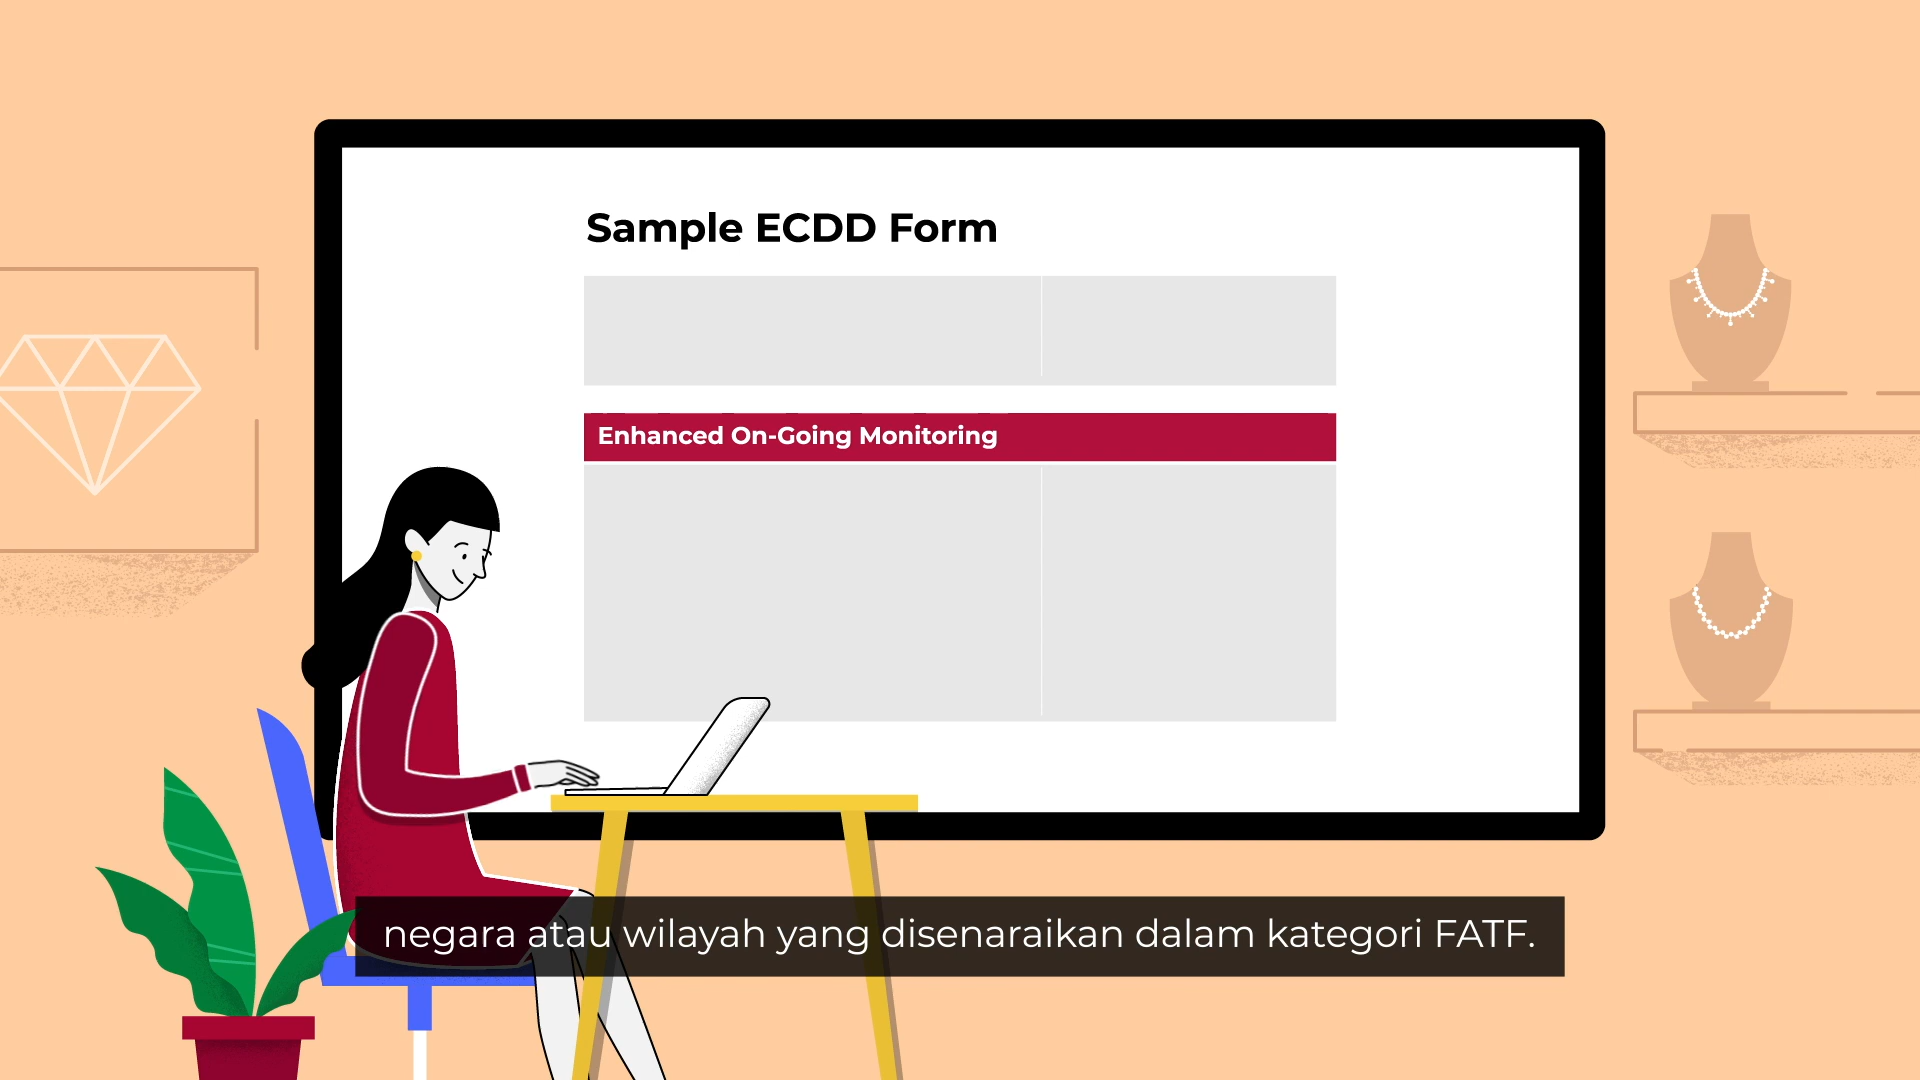 Sample ECDD Form
Enhanced On-Going Monitoring
negara atau wilayah yang disenaraikan dalam kategori FATF.